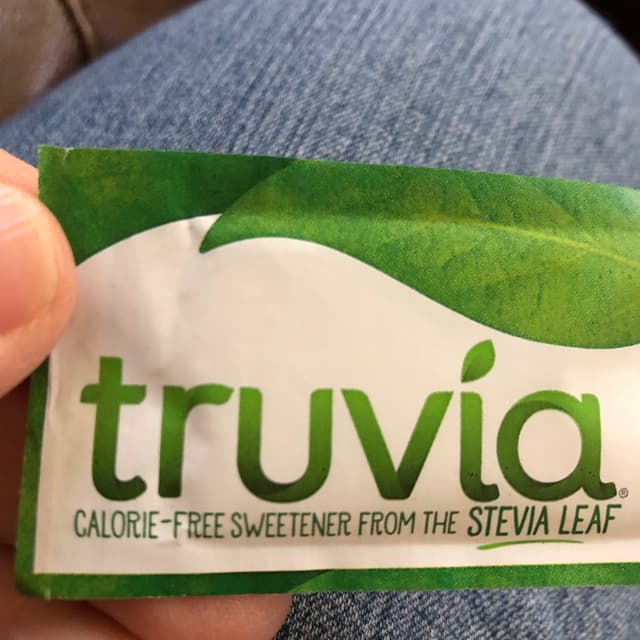 truvia®
CALORIE-FREE SWEETENER FROM THE STEVIA LEAF